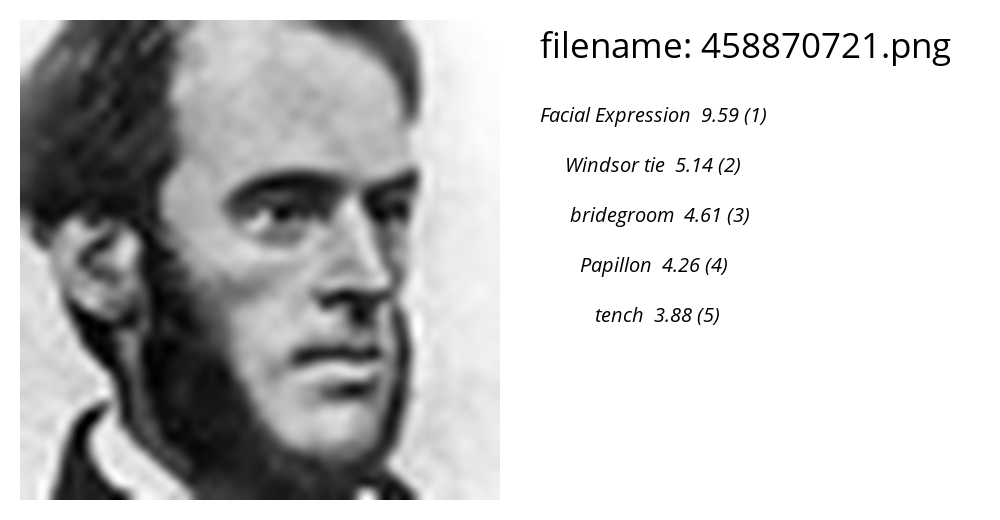 filename: 458870721.png
Facial Expression 9.59 (1)
Windsor tie 5.14 (2)
bridegroom 4.61 (3)
Papillon 4.26 (4)
tench 3.88 (5)